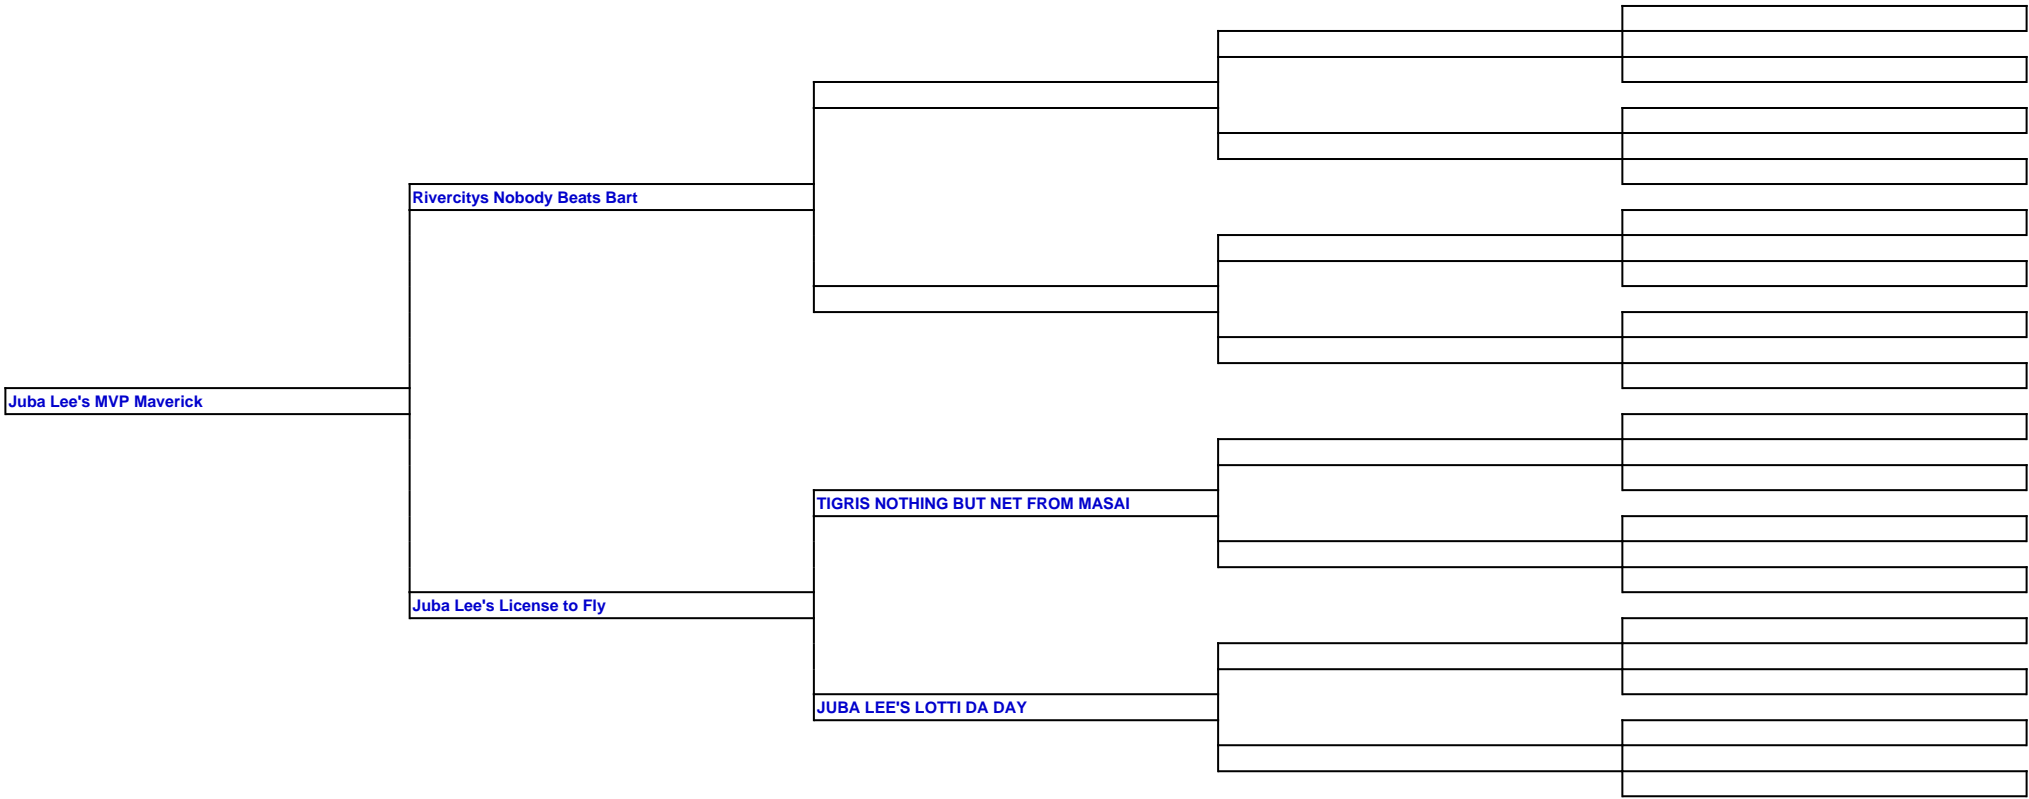 Rivercitys Nobody Beats Bart
Juba Lee's MVP Maverick
TIGRIS NOTHING BUT NET FROM MASAI
Juba Lee's License to Fly
JUBA LEE'S LOTTI DA DAY